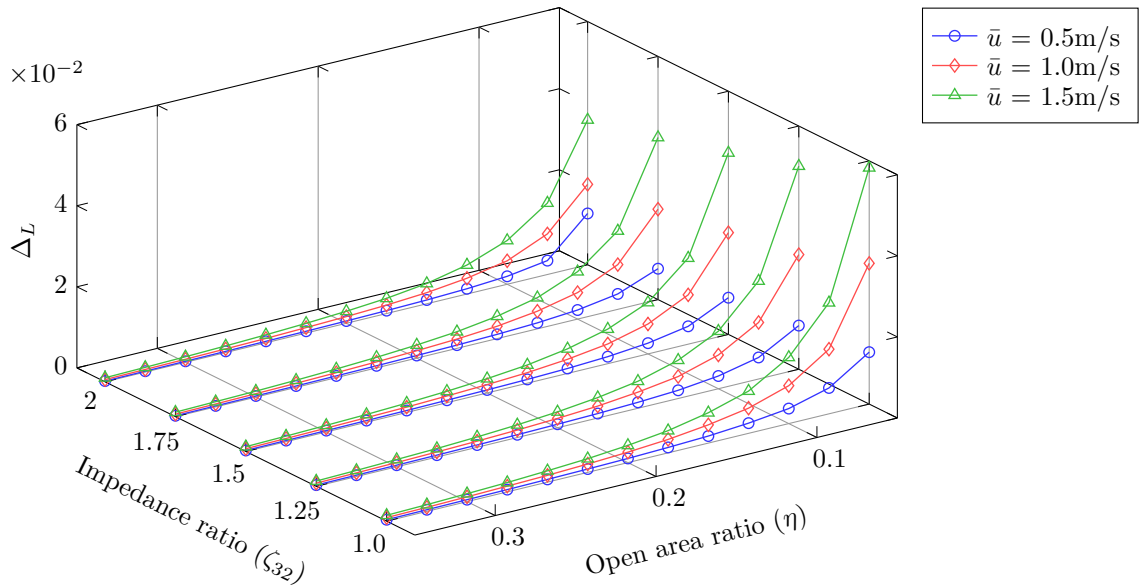 ×10⁻²
6
4
2
0
Δ_L
2
1.75
1.5
1.25
1.0
Impedance ratio (ζ₃₂)
0.3
0.2
0.1
Open area ratio (η)
ū = 0.5m/s
ū = 1.0m/s
ū = 1.5m/s